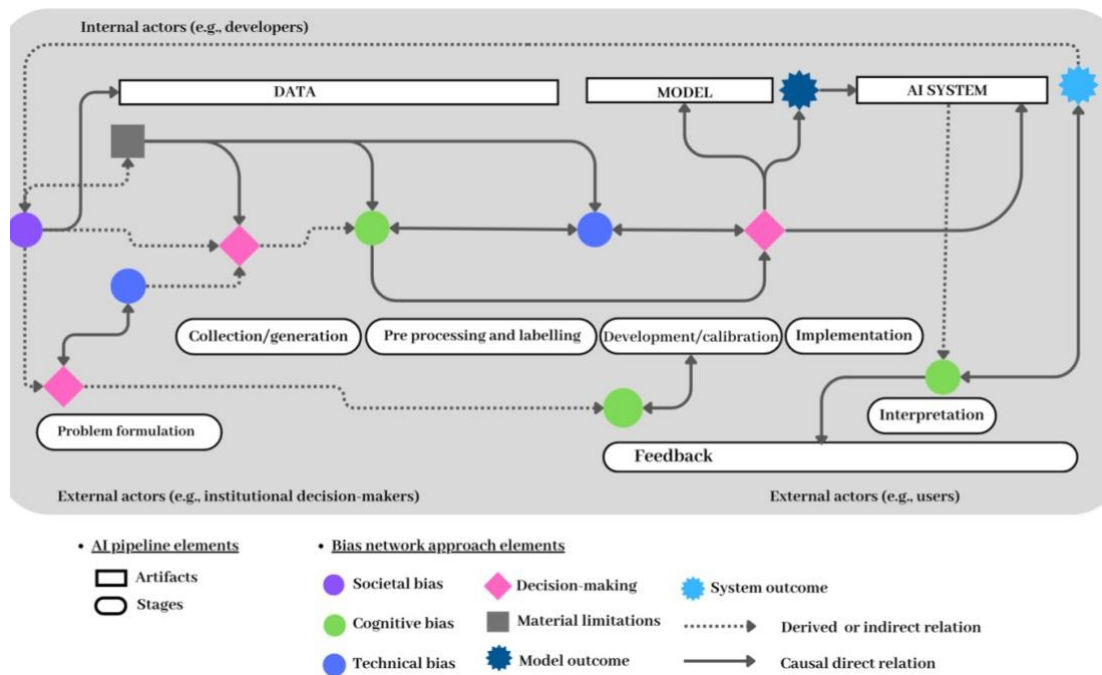 Internal actors (e.g., developers)
DATA
MODEL
AI SYSTEM
Collection/generation
Pre processing and labelling
Development/calibration
Implementation
Interpretation
Problem formulation
Feedback
External actors (e.g., institutional decision-makers)
External actors (e.g., users)
• AI pipeline elements
Artifacts
Stages
• Bias network approach elements
Societal bias
Decision-making
System outcome
Cognitive bias
Material limitations
Derived or indirect relation
Technical bias
Model outcome
Causal direct relation